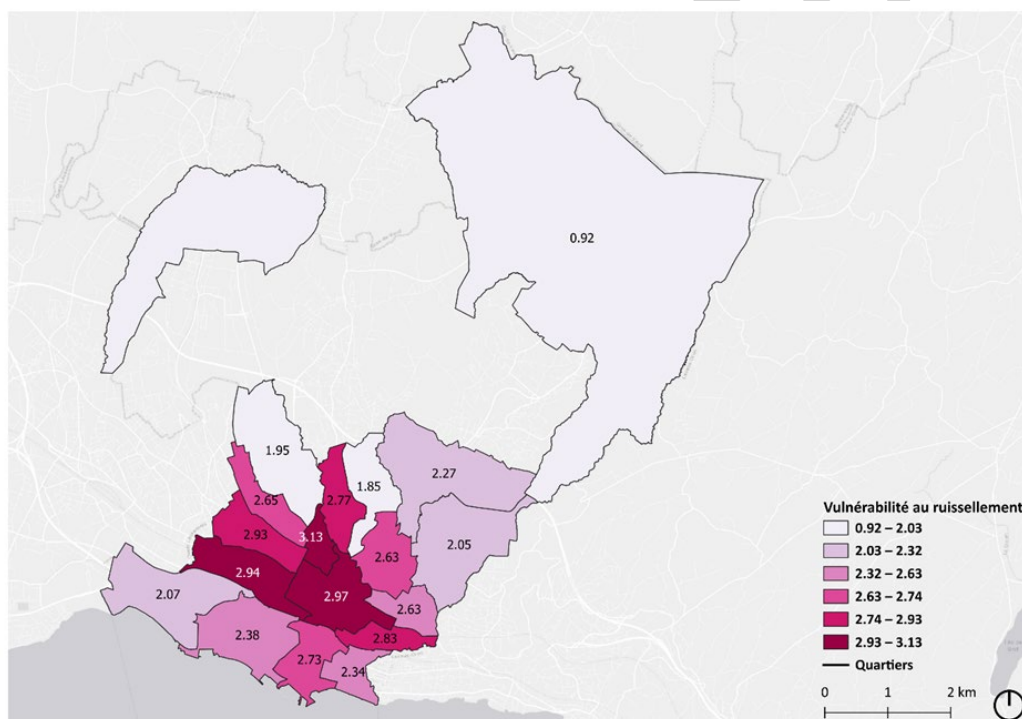 0.92
1.95
1.85
2.27
2.65
2.77
2.93
3.13
2.63
2.05
2.94
2.97
2.07
2.63
2.38
2.83
2.73
2.34
Vulnérabilité au ruissellement
0.92 – 2.03
2.03 – 2.32
2.32 – 2.63
2.63 – 2.74
2.74 – 2.93
2.93 – 3.13
Quartiers
0 1 2 km